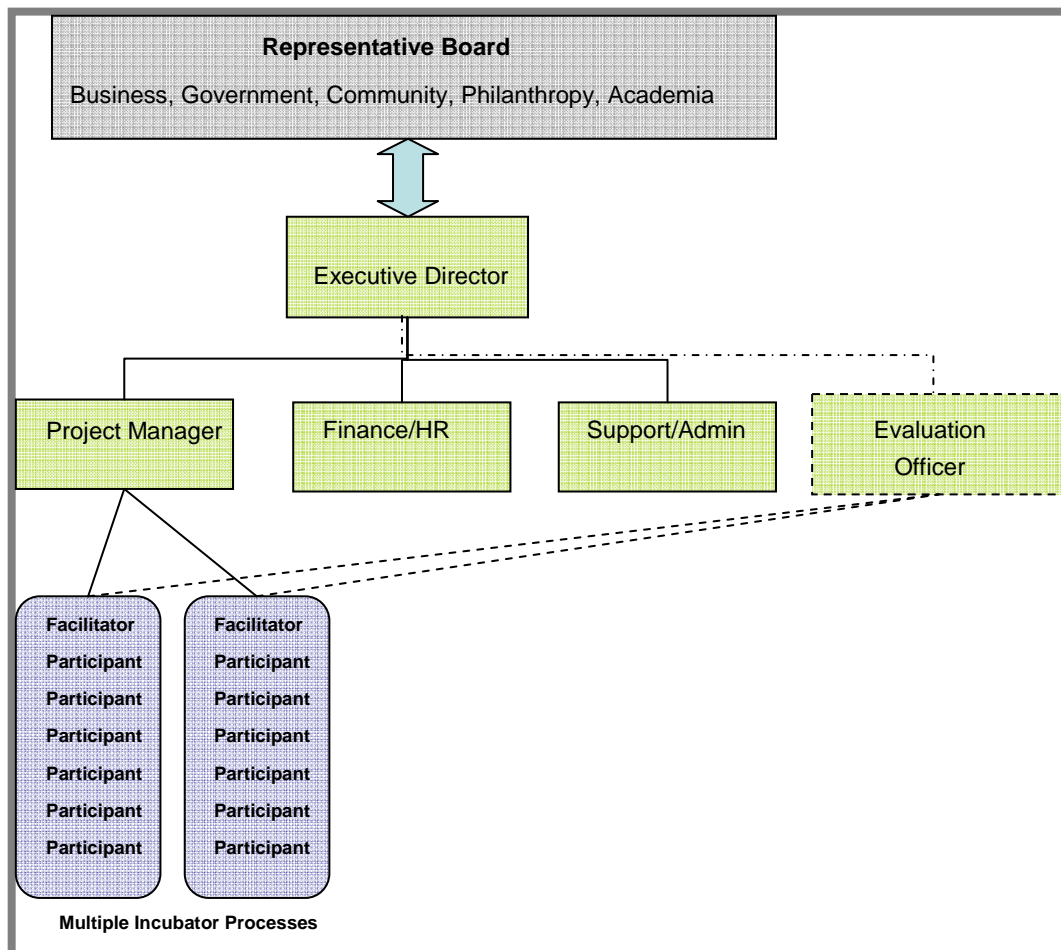 Representative Board
Business, Government, Community, Philanthropy, Academia
Executive Director
Project Manager
Finance/HR
Support/Admin
Evaluation
Officer
Facilitator
Participant
Participant
Participant
Participant
Participant
Participant
Facilitator
Participant
Participant
Participant
Participant
Participant
Participant
Multiple Incubator Processes